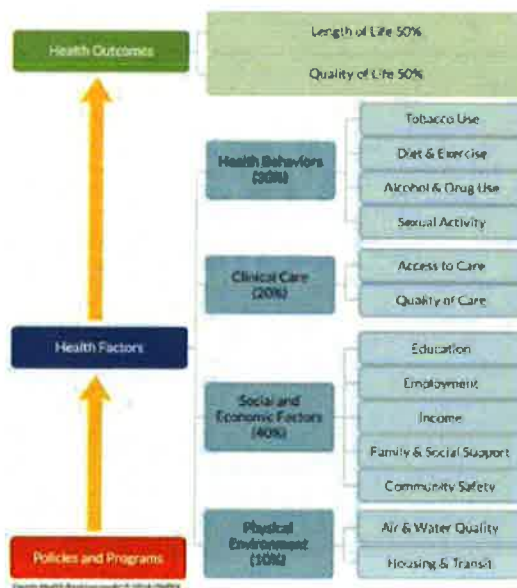 Health Outcomes
Length of Life 50%
Quality of Life 50%
Health Behaviors
(30%)
Tobacco Use
Diet & Exercise
Alcohol & Drug Use
Sexual Activity
Clinical Care
(20%)
Access to Care
Quality of Care
Health Factors
Social and
Economic Factors
(40%)
Education
Employment
Income
Family & Social Support
Community Safety
Physical
Environment
(10%)
Air & Water Quality
Housing & Transit
Policies and Programs